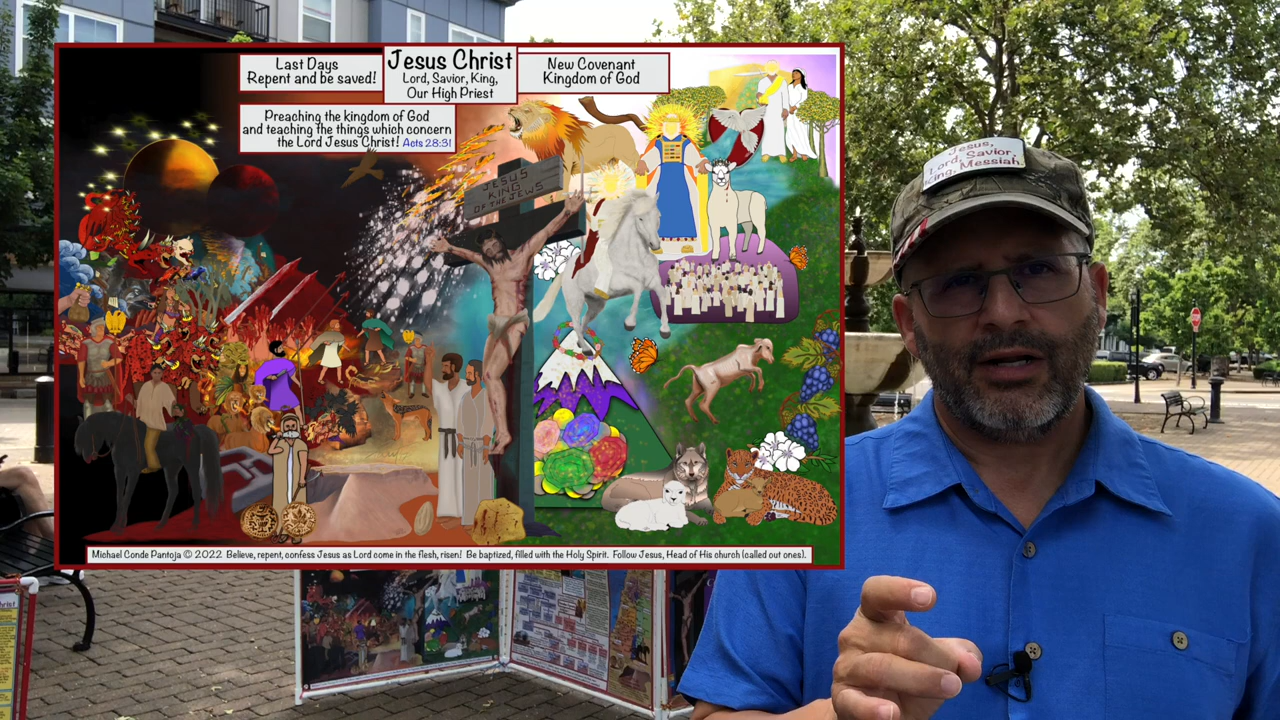 Last Days
Repent and be saved!
Jesus Christ
Lord, Savior, King,
Our High Priest
New Covenant
Kingdom of God
Preaching the kingdom of God
and teaching the things which concern
the Lord Jesus Christ! Acts 28:31
JESUS
KING
OF THE JEWS
Jesus,
Lord, Savior,
King, Messiah.
Michael Conde Pantoja © 2022 Believe, repent, confess Jesus as Lord come in the flesh, risen! Be baptized, filled with the Holy Spirit. Follow Jesus, Head of His church (called out ones).